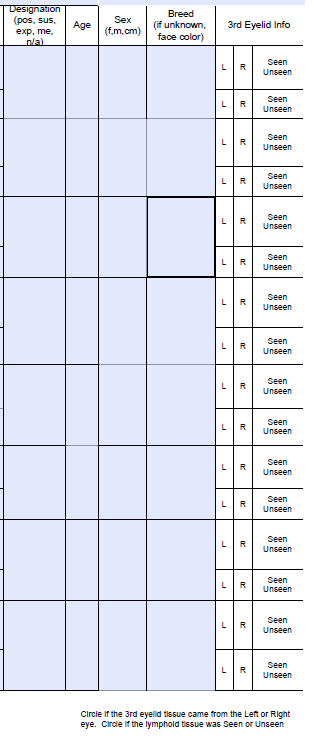 Designation
(pos, sus,
exp, me,
n/a)
Age
Sex
(f,m,cm)
Breed
(if unknown,
face color)
3rd Eyelid Info
L R Seen
Unseen
L R Seen
Unseen
L R Seen
Unseen
L R Seen
Unseen
L R Seen
Unseen
L R Seen
Unseen
L R Seen
Unseen
L R Seen
Unseen
L R Seen
Unseen
L R Seen
Unseen
L R Seen
Unseen
L R Seen
Unseen
L R Seen
Unseen
L R Seen
Unseen
L R Seen
Unseen
L R Seen
Unseen
Circle if the 3rd eyelid tissue came from the Left or Right
eye. Circle if the lymphoid tissue was Seen or Unseen